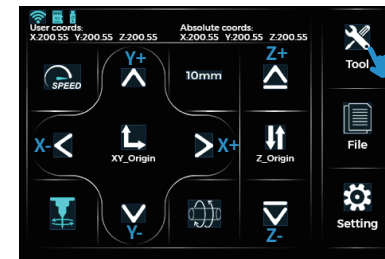 User coords:
X:200.55 Y:200.55 Z:200.55
Absolute coords:
X:200.55 Y:200.55 Z:200.55
Y+
Z+
Tool
SPEED
10mm
X-
XY_Origin
X+
Z_Origin
File
Y-
Z-
Setting